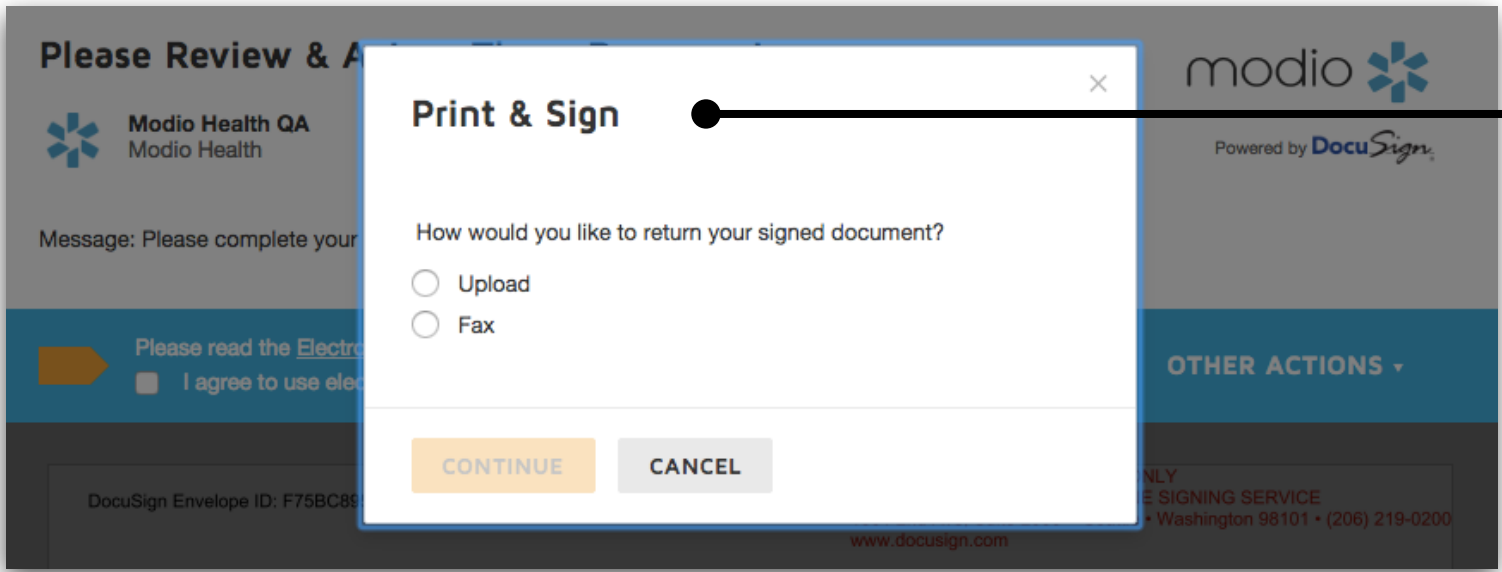 Please Review & A
modio
Modio Health QA
Modio Health
Powered by DocuSign
Message: Please complete your
Print & Sign
How would you like to return your signed document?
Upload
Fax
CONTINUE
CANCEL
Please read the Electro
I agree to use elec
OTHER ACTIONS
DocuSign Envelope ID: F75BC89
NLY
E SIGNING SERVICE
• Washington 98101 • (206) 219-0200
www.docusign.com